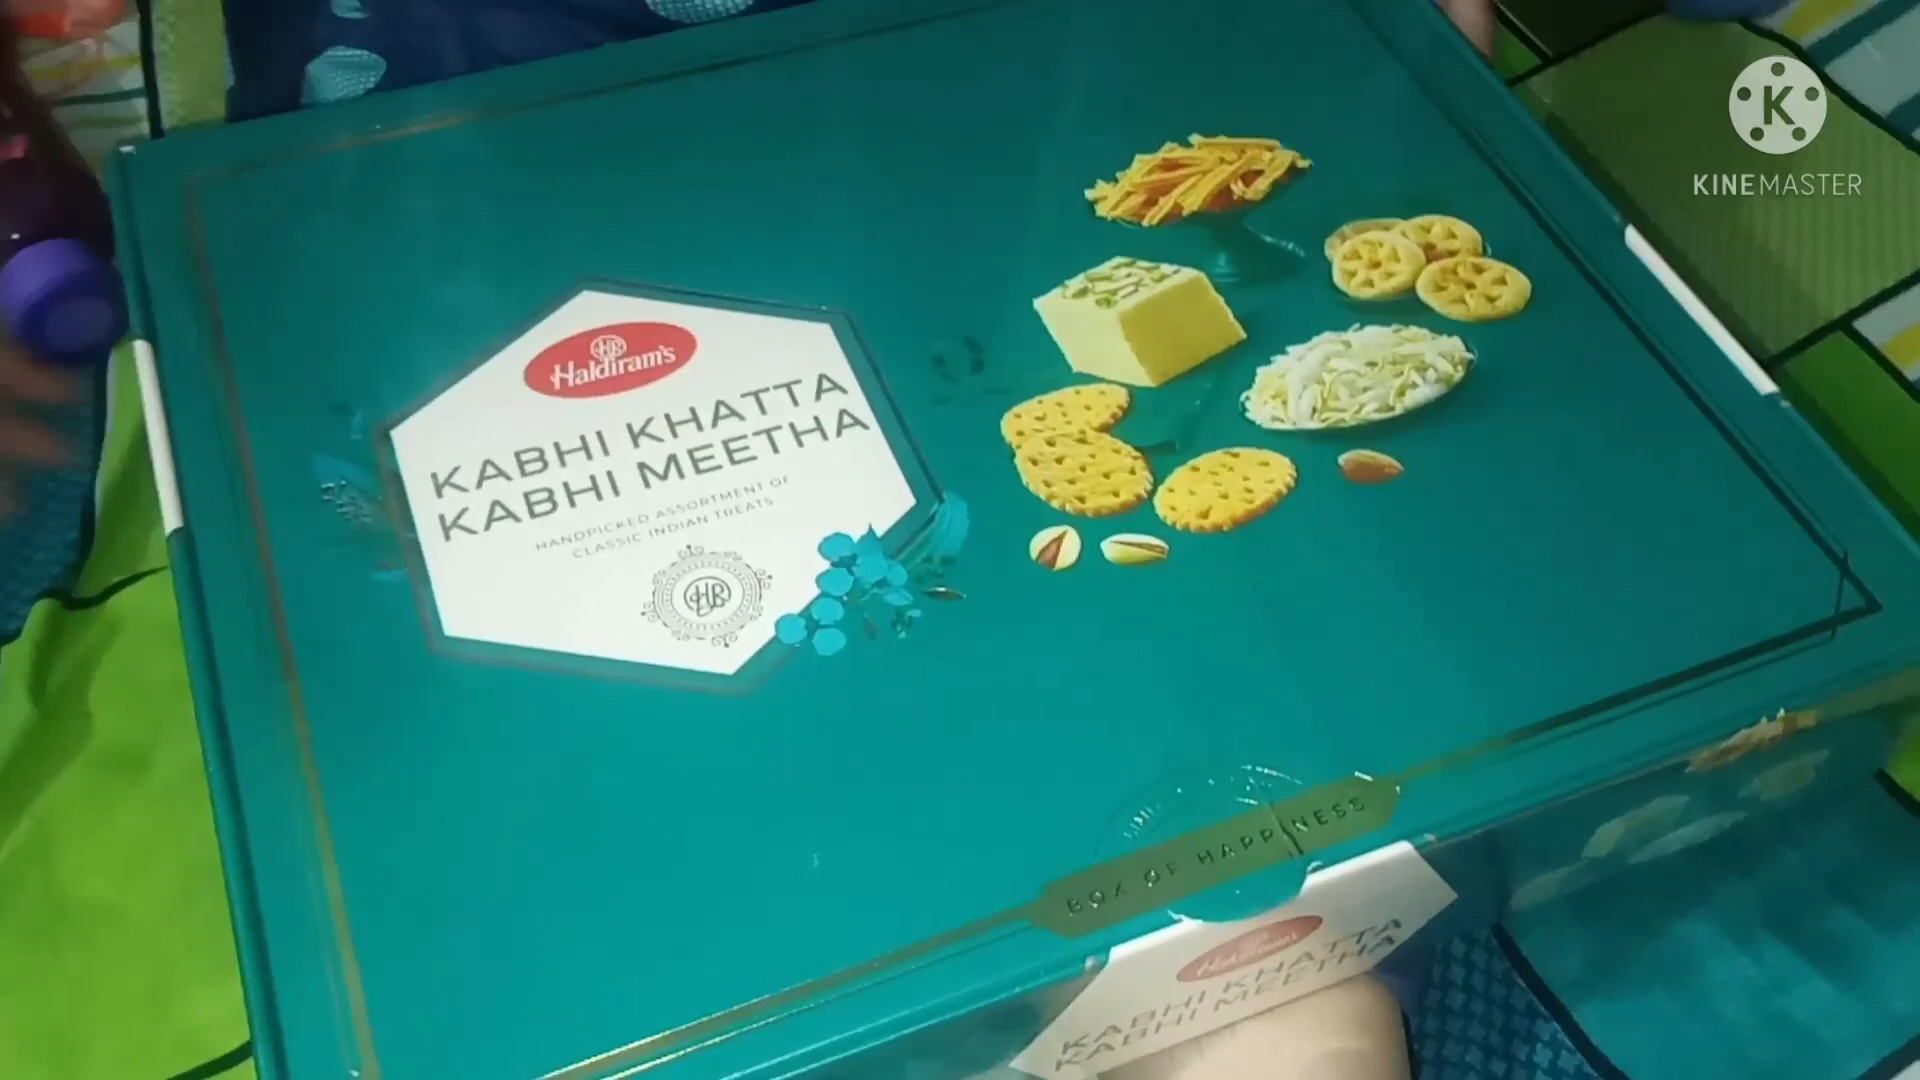 Haldiram's
KABHI KHATTA
KABHI MEETHA
HANDPICKED ASSORTMENT OF
CLASSIC INDIAN TREATS
HR
BOX OF HAPPINESS
Haldiram's
KABHI KHATTA
KABHI MEETHA
K
KINEMASTER